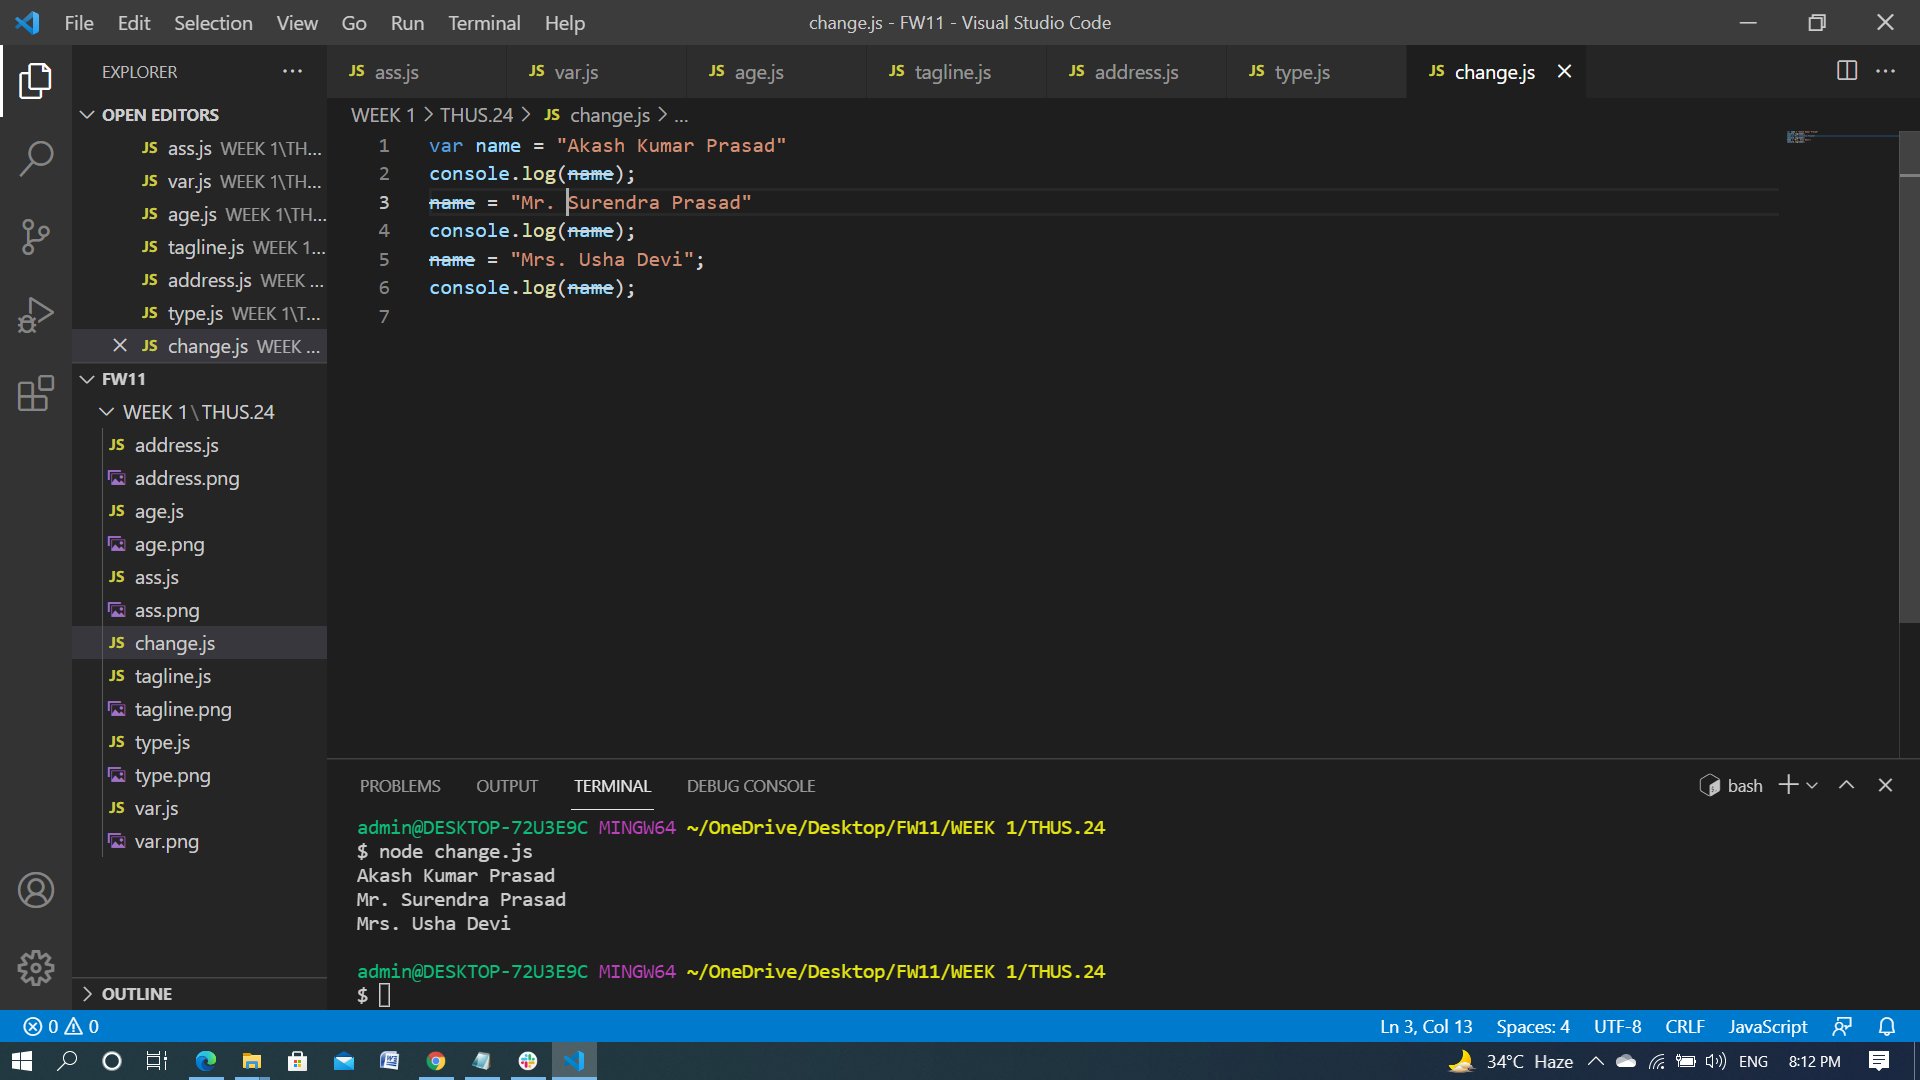 File Edit Selection View Go Run Terminal Help
change.js - FW11 - Visual Studio Code
EXPLORER
JS ass.js
JS var.js
JS age.js
JS tagline.js
JS address.js
JS type.js
JS change.js
OPEN EDITORS
JS ass.js WEEK 1\TH...
JS var.js WEEK 1\TH...
JS age.js WEEK 1\TH...
JS tagline.js WEEK 1...
JS address.js WEEK ...
JS type.js WEEK 1\T...
JS change.js WEEK ...
FW11
WEEK 1 \ THUS.24
JS address.js
address.png
JS age.js
age.png
JS ass.js
ass.png
JS change.js
JS tagline.js
tagline.png
JS type.js
type.png
JS var.js
var.png
OUTLINE
WEEK 1 > THUS.24 > JS change.js > ...
1 var name = "Akash Kumar Prasad"
2 console.log(name);
3 name = "Mr. Surendra Prasad"
4 console.log(name);
5 name = "Mrs. Usha Devi";
6 console.log(name);
7
PROBLEMS OUTPUT TERMINAL DEBUG CONSOLE
bash
admin@DESKTOP-72U3E9C MINGW64 ~/OneDrive/Desktop/FW11/WEEK 1/THUS.24
$ node change.js
Akash Kumar Prasad
Mr. Surendra Prasad
Mrs. Usha Devi
admin@DESKTOP-72U3E9C MINGW64 ~/OneDrive/Desktop/FW11/WEEK 1/THUS.24
$
0 0
Ln 3, Col 13 Spaces: 4 UTF-8 CRLF JavaScript
34°C Haze ENG 8:12 PM